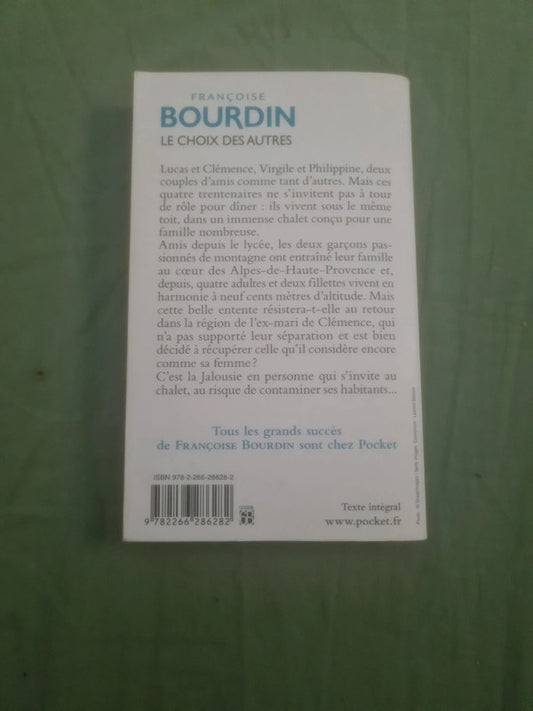 FRANÇOISE
BOURDIN
LE CHOIX DES AUTRES
Lucas et Clémence, Virgile et Philippine, deux
couples d'amis comme tant d'autres. Mais ces
quatre trentenaires ne s'invitent pas à tour
de rôle pour dîner : ils vivent sous le même
toit, dans un immense chalet conçu pour une
famille nombreuse.
Amis depuis le lycée, les deux garçons pas-
sionnés de montagne ont entraîné leur famille
au cœur des Alpes-de-Haute-Provence et,
depuis, quatre adultes et deux fillettes vivent en
harmonie à neuf cents mètres d'altitude. Mais
cette belle entente résistera-t-elle au retour
dans la région de l'ex-mari de Clémence, qui
n'a pas supporté leur séparation et est bien
décidé à récupérer celle qu'il considère encore
comme sa femme ?
C'est la Jalousie en personne qui s'invite au
chalet, au risque de contaminer ses habitants...
Tous les grands succès
de FRANÇOISE BOURDIN sont chez Pocket
ISBN 978-2-266-28628-2
9 782266 286282
Texte intégral
www.pocket.fr